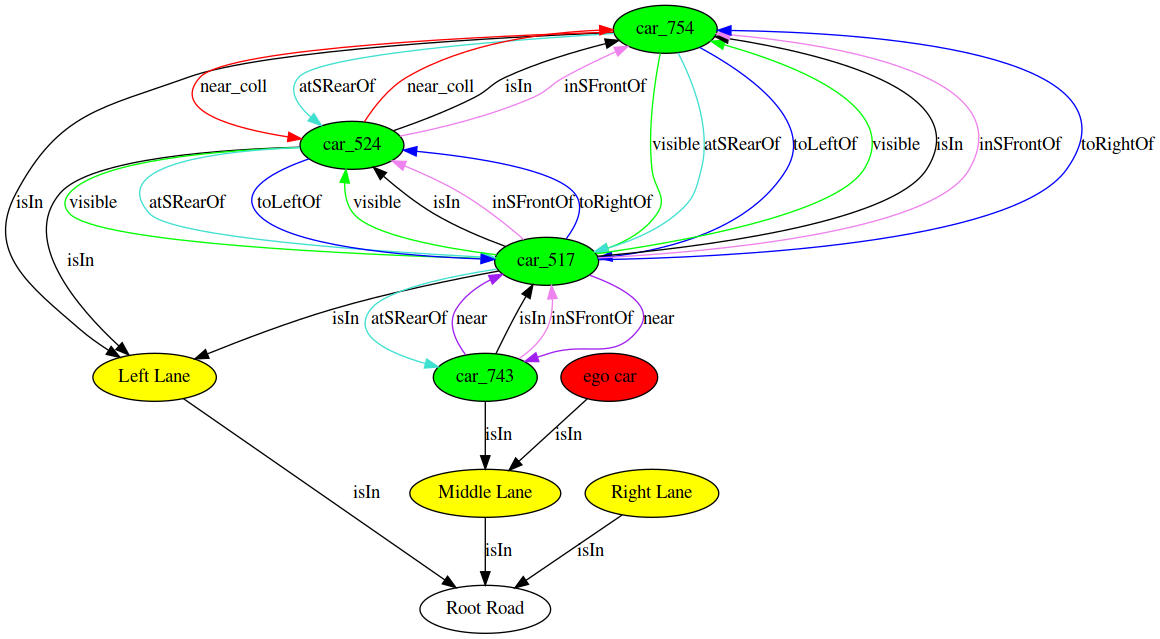 car_754
near_coll atSRearOf near_coll isIn inSFrontOf
car_524 visible atSRearOf toLeftOf visible isIn inSFrontOf toRightOf
isIn visible atSRearOf toLeftOf visible isIn inSFrontOf toRightOf
isIn car_517
isIn atSRearOf near isIn inSFrontOf near
Left Lane car_743 ego car
isIn isIn
isIn Middle Lane Right Lane
isIn isIn
Root Road